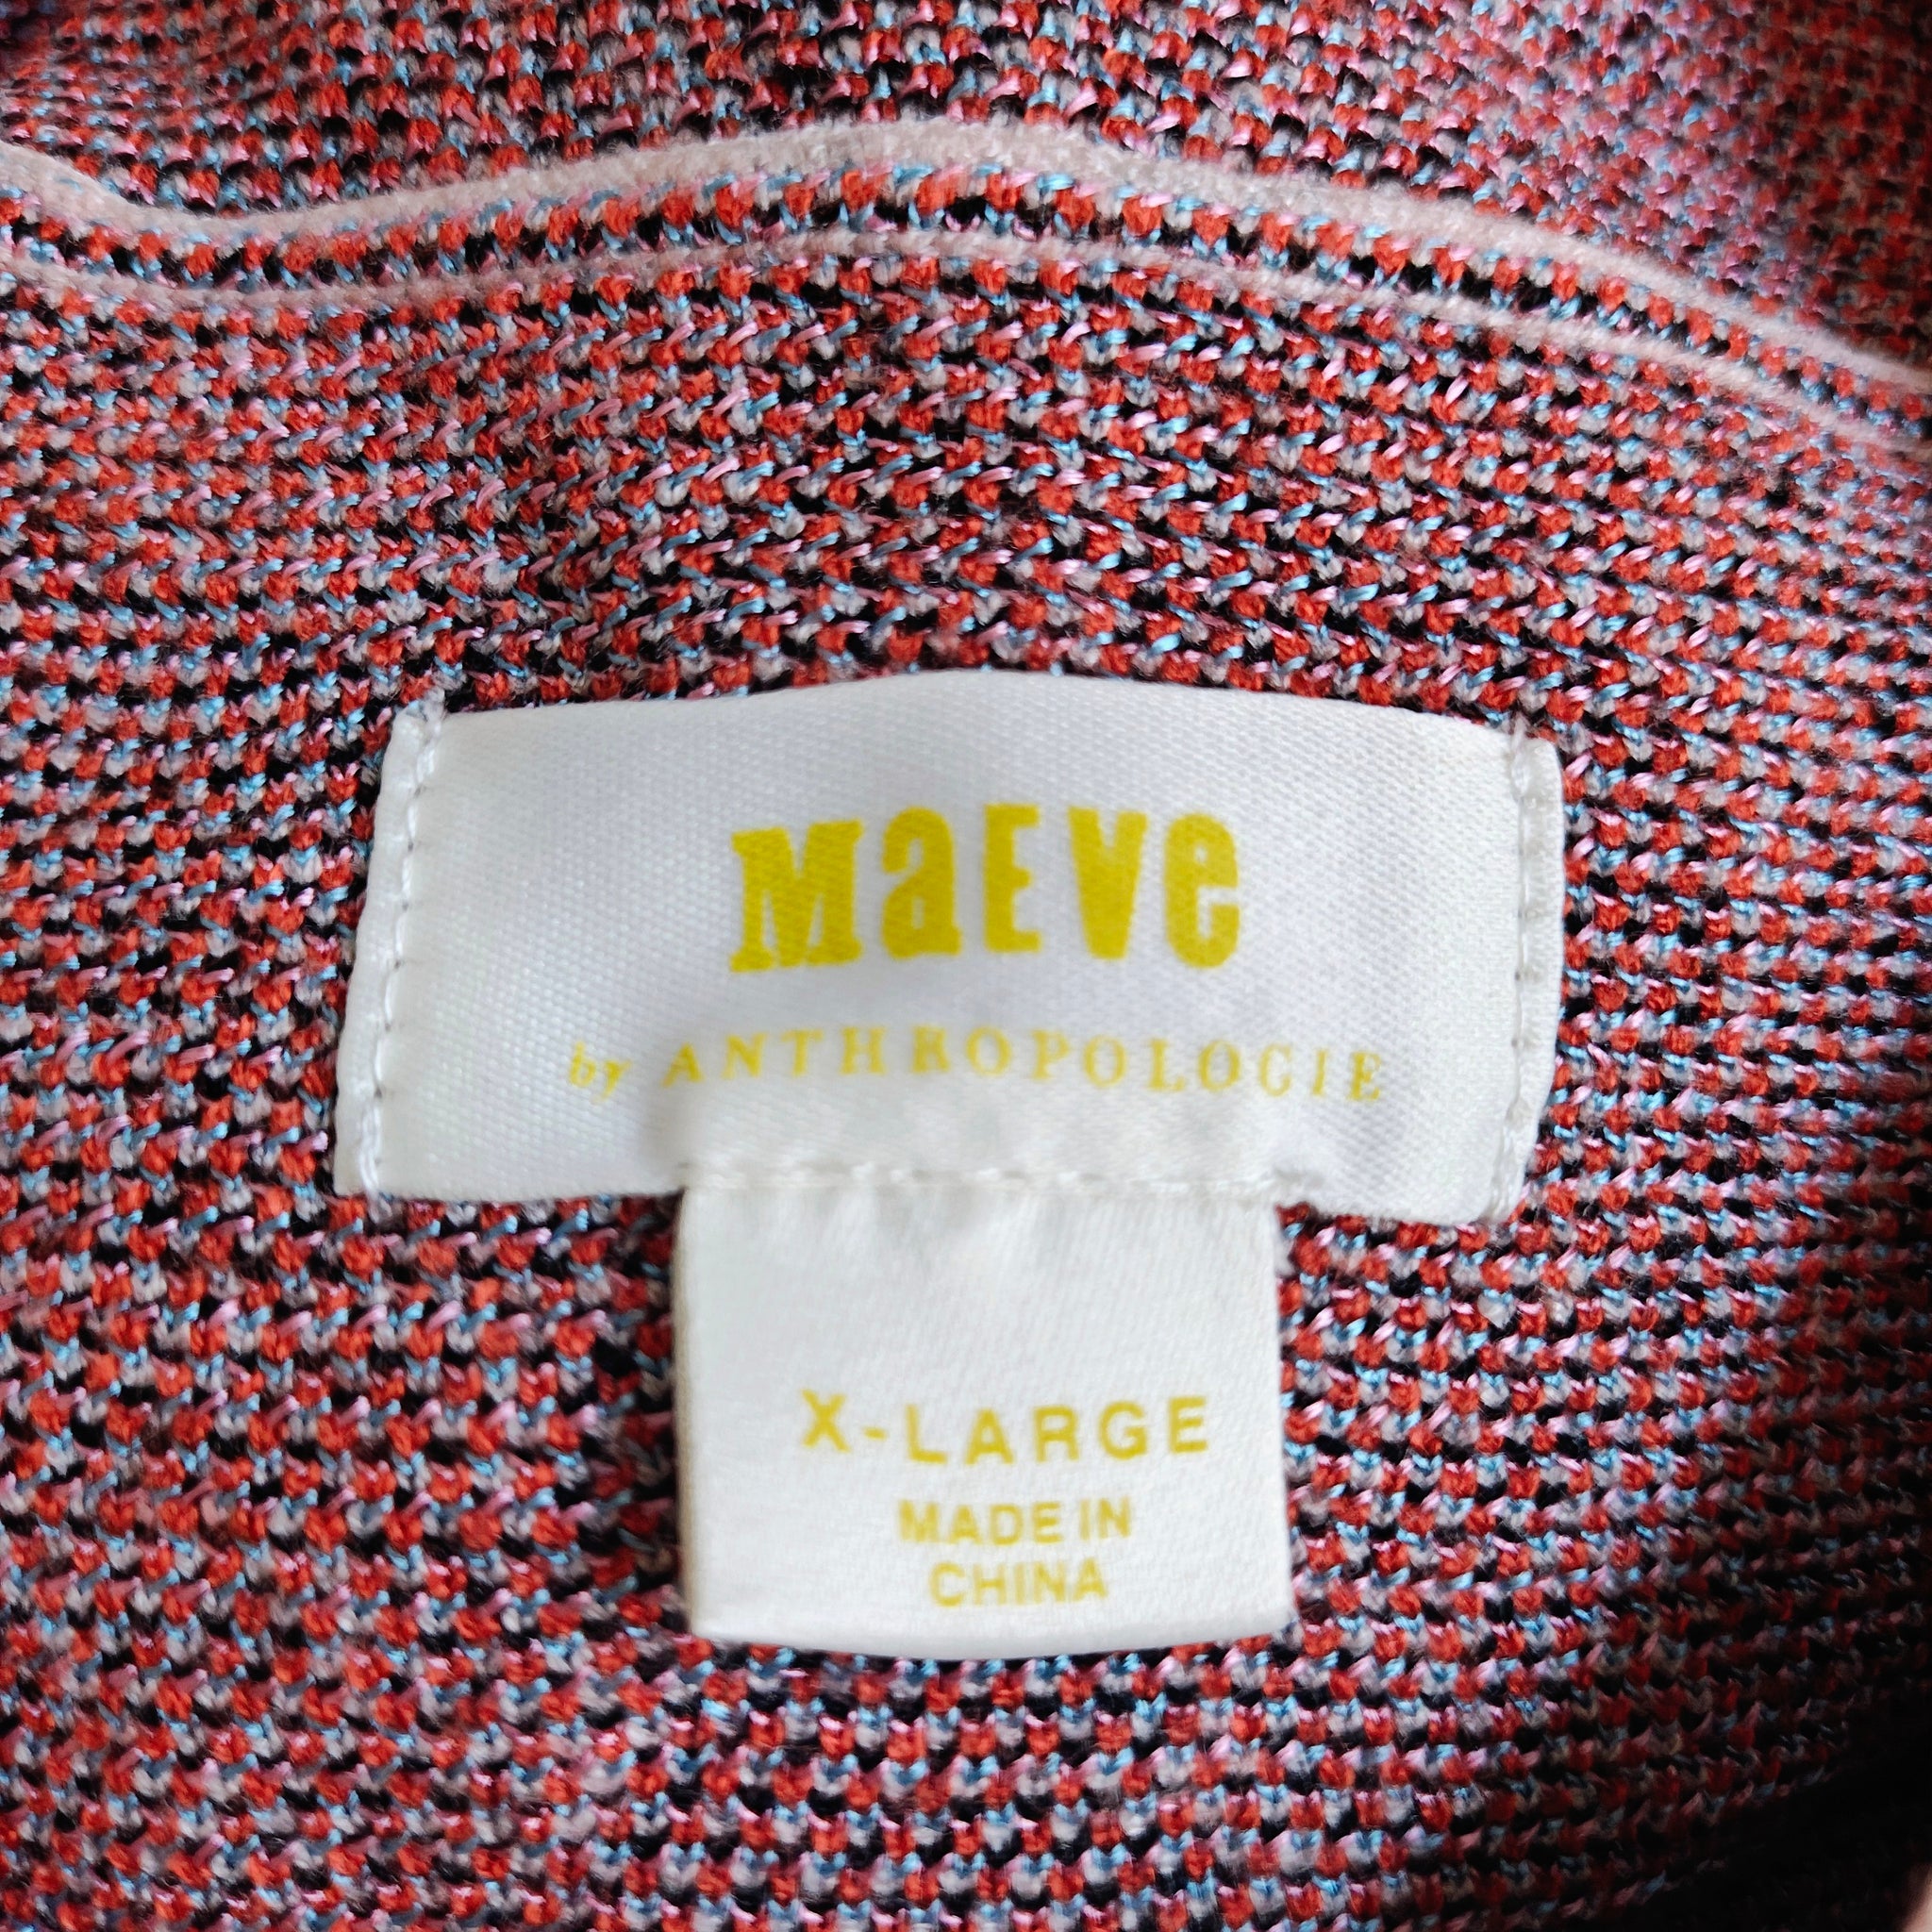 MaEVe
by ANTHROPOLOGIE
X-LARGE
MADE IN
CHINA